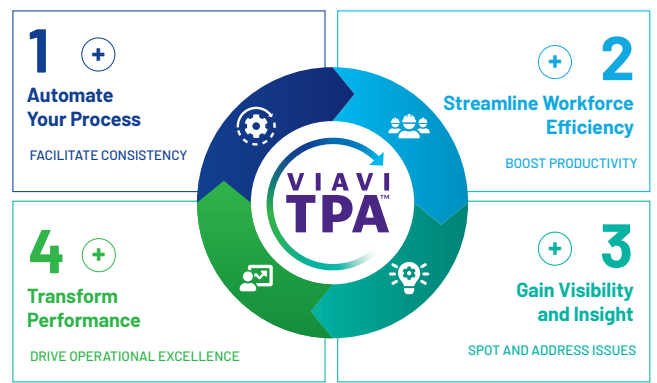 1
Automate
Your Process
FACILITATE CONSISTENCY
2
Streamline Workforce
Efficiency
BOOST PRODUCTIVITY
VIAVI
TPA™
4
Transform
Performance
DRIVE OPERATIONAL EXCELLENCE
3
Gain Visibility
and Insight
SPOT AND ADDRESS ISSUES